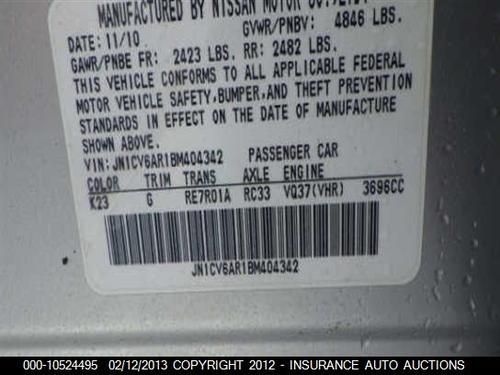 MANUFACTURED BY NISSAN MOTOR
GVWR/PNBV: 4846 LBS.
DATE: 11/10
GAWR/PNBE FR: 2423 LBS. RR: 2482 LBS.
THIS VEHICLE CONFORMS TO ALL APPLICABLE FEDERAL
MOTOR VEHICLE SAFETY, BUMPER, AND THEFT PREVENTION
STANDARDS IN EFFECT ON THE DATE OF MANUFACTURE
SHOWN ABOVE.
VIN: JN1CV6AR1BM404342 PASSENGER CAR
COLOR TRIM TRANS AXLE ENGINE
K23 G RE7R01A RC33 VQ37(VHR) 3696CC
JN1CV6AR1BM404342
000-10524495 02/12/2013 COPYRIGHT 2012 - INSURANCE AUTO AUCTIONS